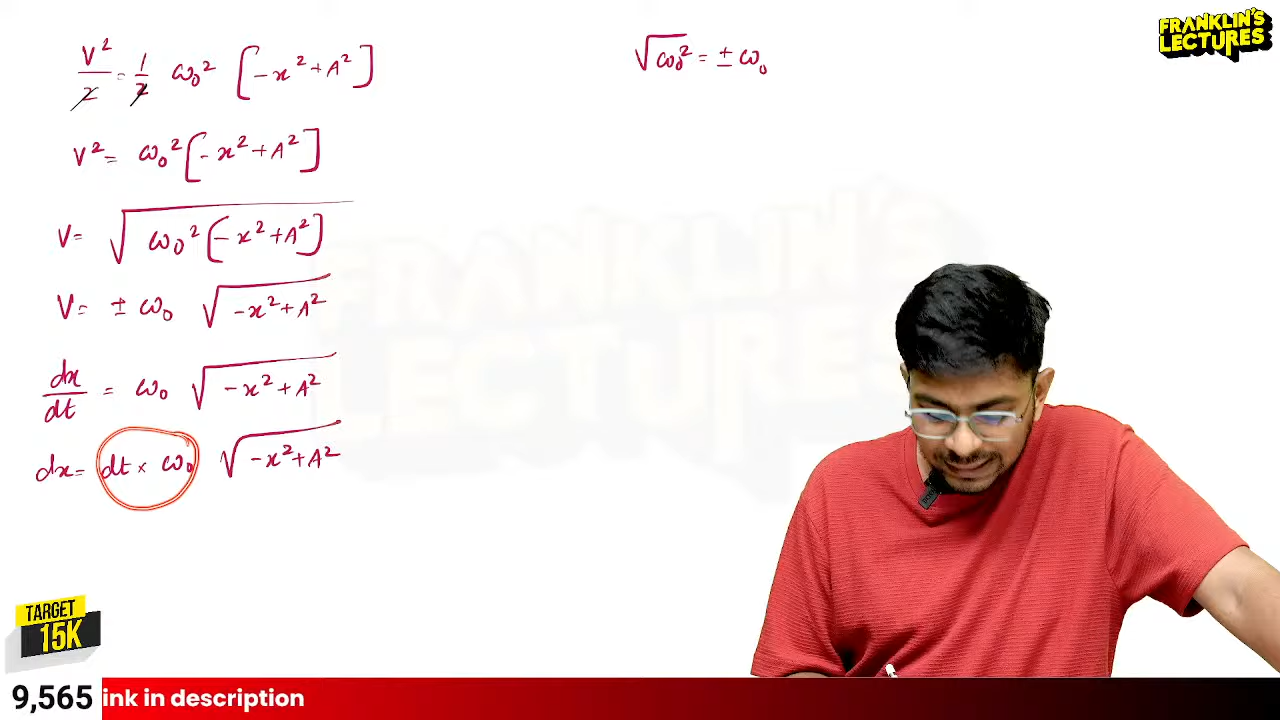 V²/2 = 1/2 ω₀² [-x² + A²]
V² = ω₀² [-x² + A²]
V = √(ω₀² [-x² + A²])
V = ± ω₀ √(-x² + A²)
dx/dt = ω₀ √(-x² + A²)
dx = dt × ω₀ √(-x² + A²)
√(ω₀²) = ± ω₀
FRANKLIN'S
LECTURES
FRANKLIN'S
LECTURES
TARGET
15K
9,565
ink in description